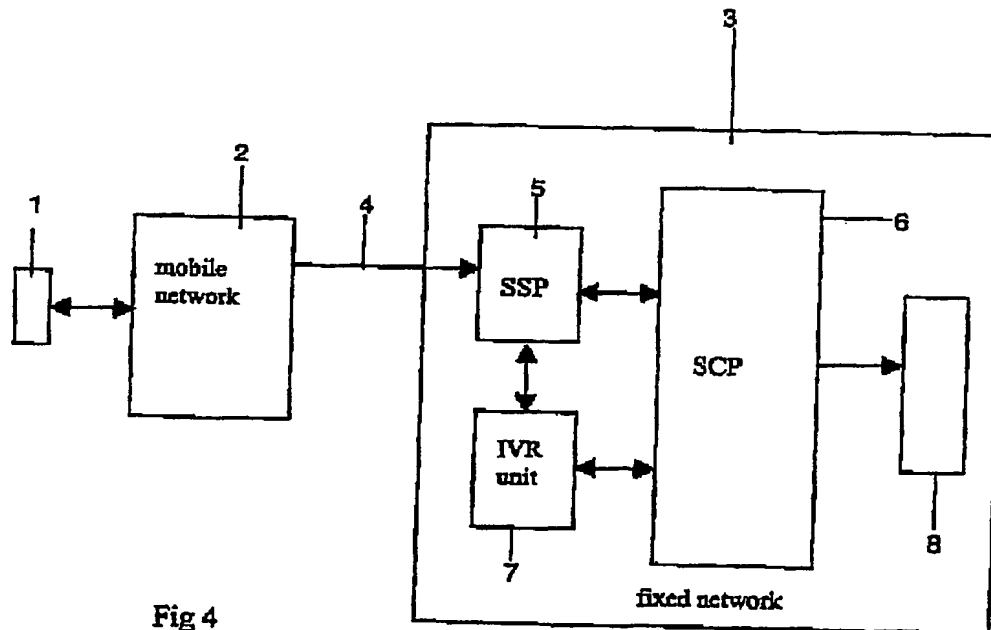 3
2
1
4
5
6
mobile
network
SSP
SCP
IVR
unit
7
8
fixed network
Fig 4